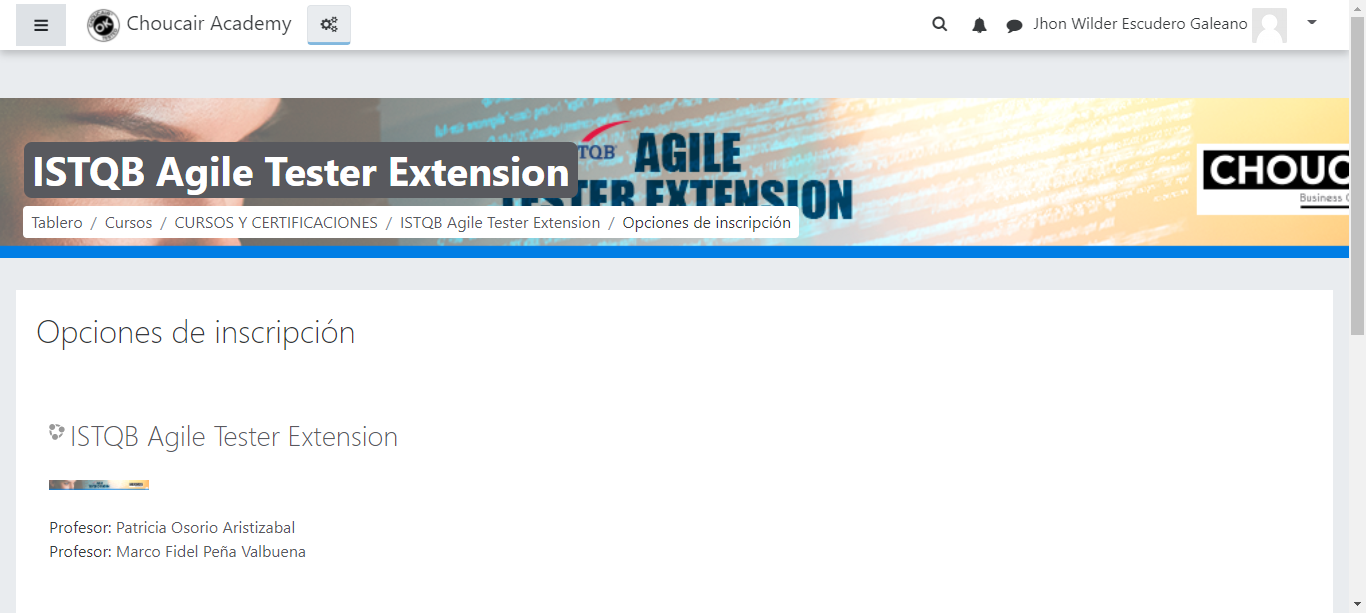 Choucair Academy
Jhon Wilder Escudero Galeano
TQB AGILE
TER EXTENSION
CHOUC
Business
ISTQB Agile Tester Extension
Tablero / Cursos / CURSOS Y CERTIFICACIONES / ISTQB Agile Tester Extension / Opciones de inscripción
Opciones de inscripción
ISTQB Agile Tester Extension
Profesor: Patricia Osorio Aristizabal
Profesor: Marco Fidel Peña Valbuena